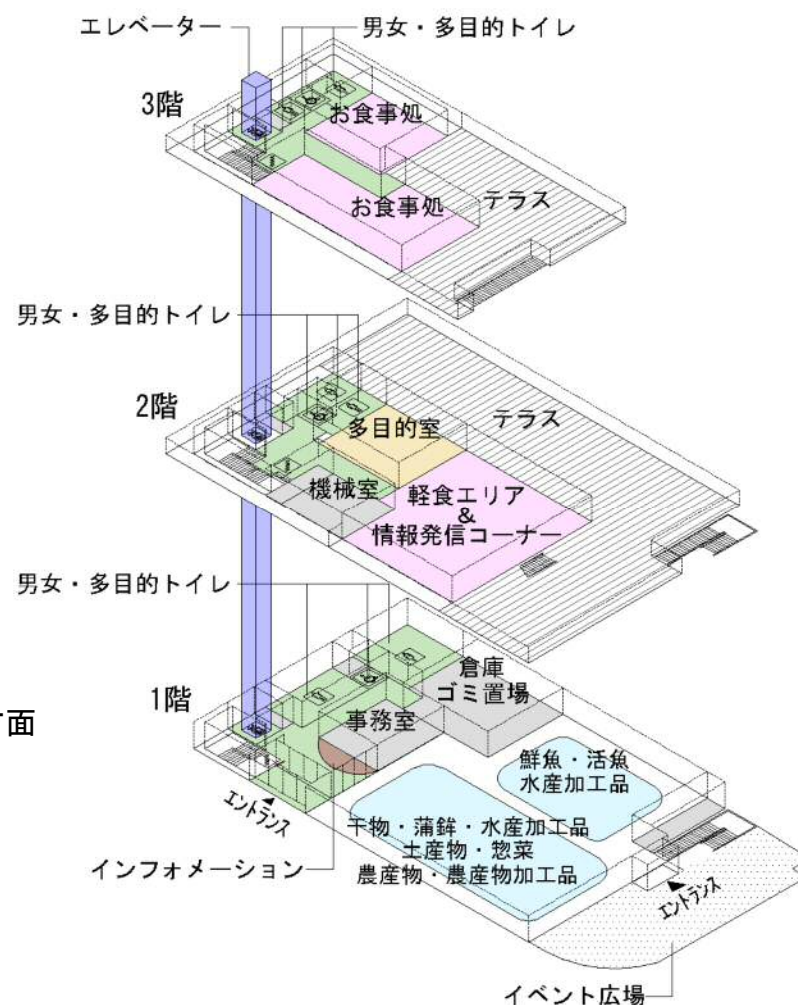 エレベーター
男女・多目的トイレ
3階
お食事処
お食事処
テラス
男女・多目的トイレ
2階
テラス
多目的室
機械室
軽食エリア
&
情報発信コーナー
男女・多目的トイレ
1階
倉庫
ゴミ置場
事務室
面
鮮魚・活魚
水産加工品
エントランス
干物・蒲鉾・水産加工品
土産物・惣菜
農産物・農産物加工品
インフォメーション
エントランス
イベント広場